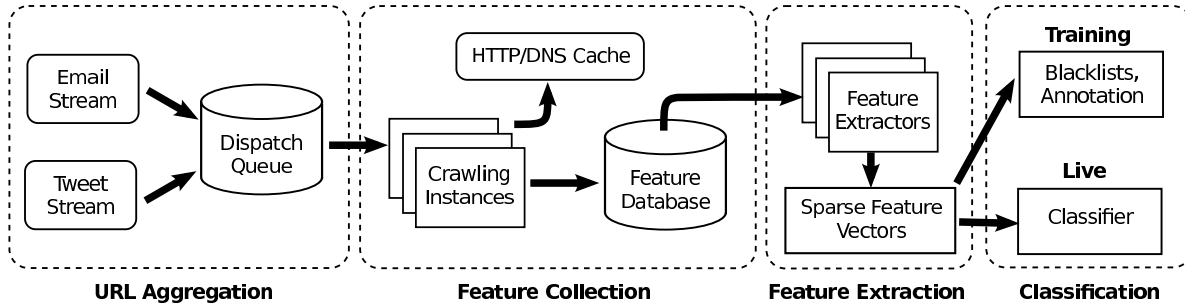 Email
Stream
Tweet
Stream
Dispatch
Queue
URL Aggregation
HTTP/DNS Cache
Crawling
Instances
Feature
Database
Feature Collection
Feature
Extractors
Sparse Feature
Vectors
Feature Extraction
Training
Blacklists,
Annotation
Live
Classifier
Classification